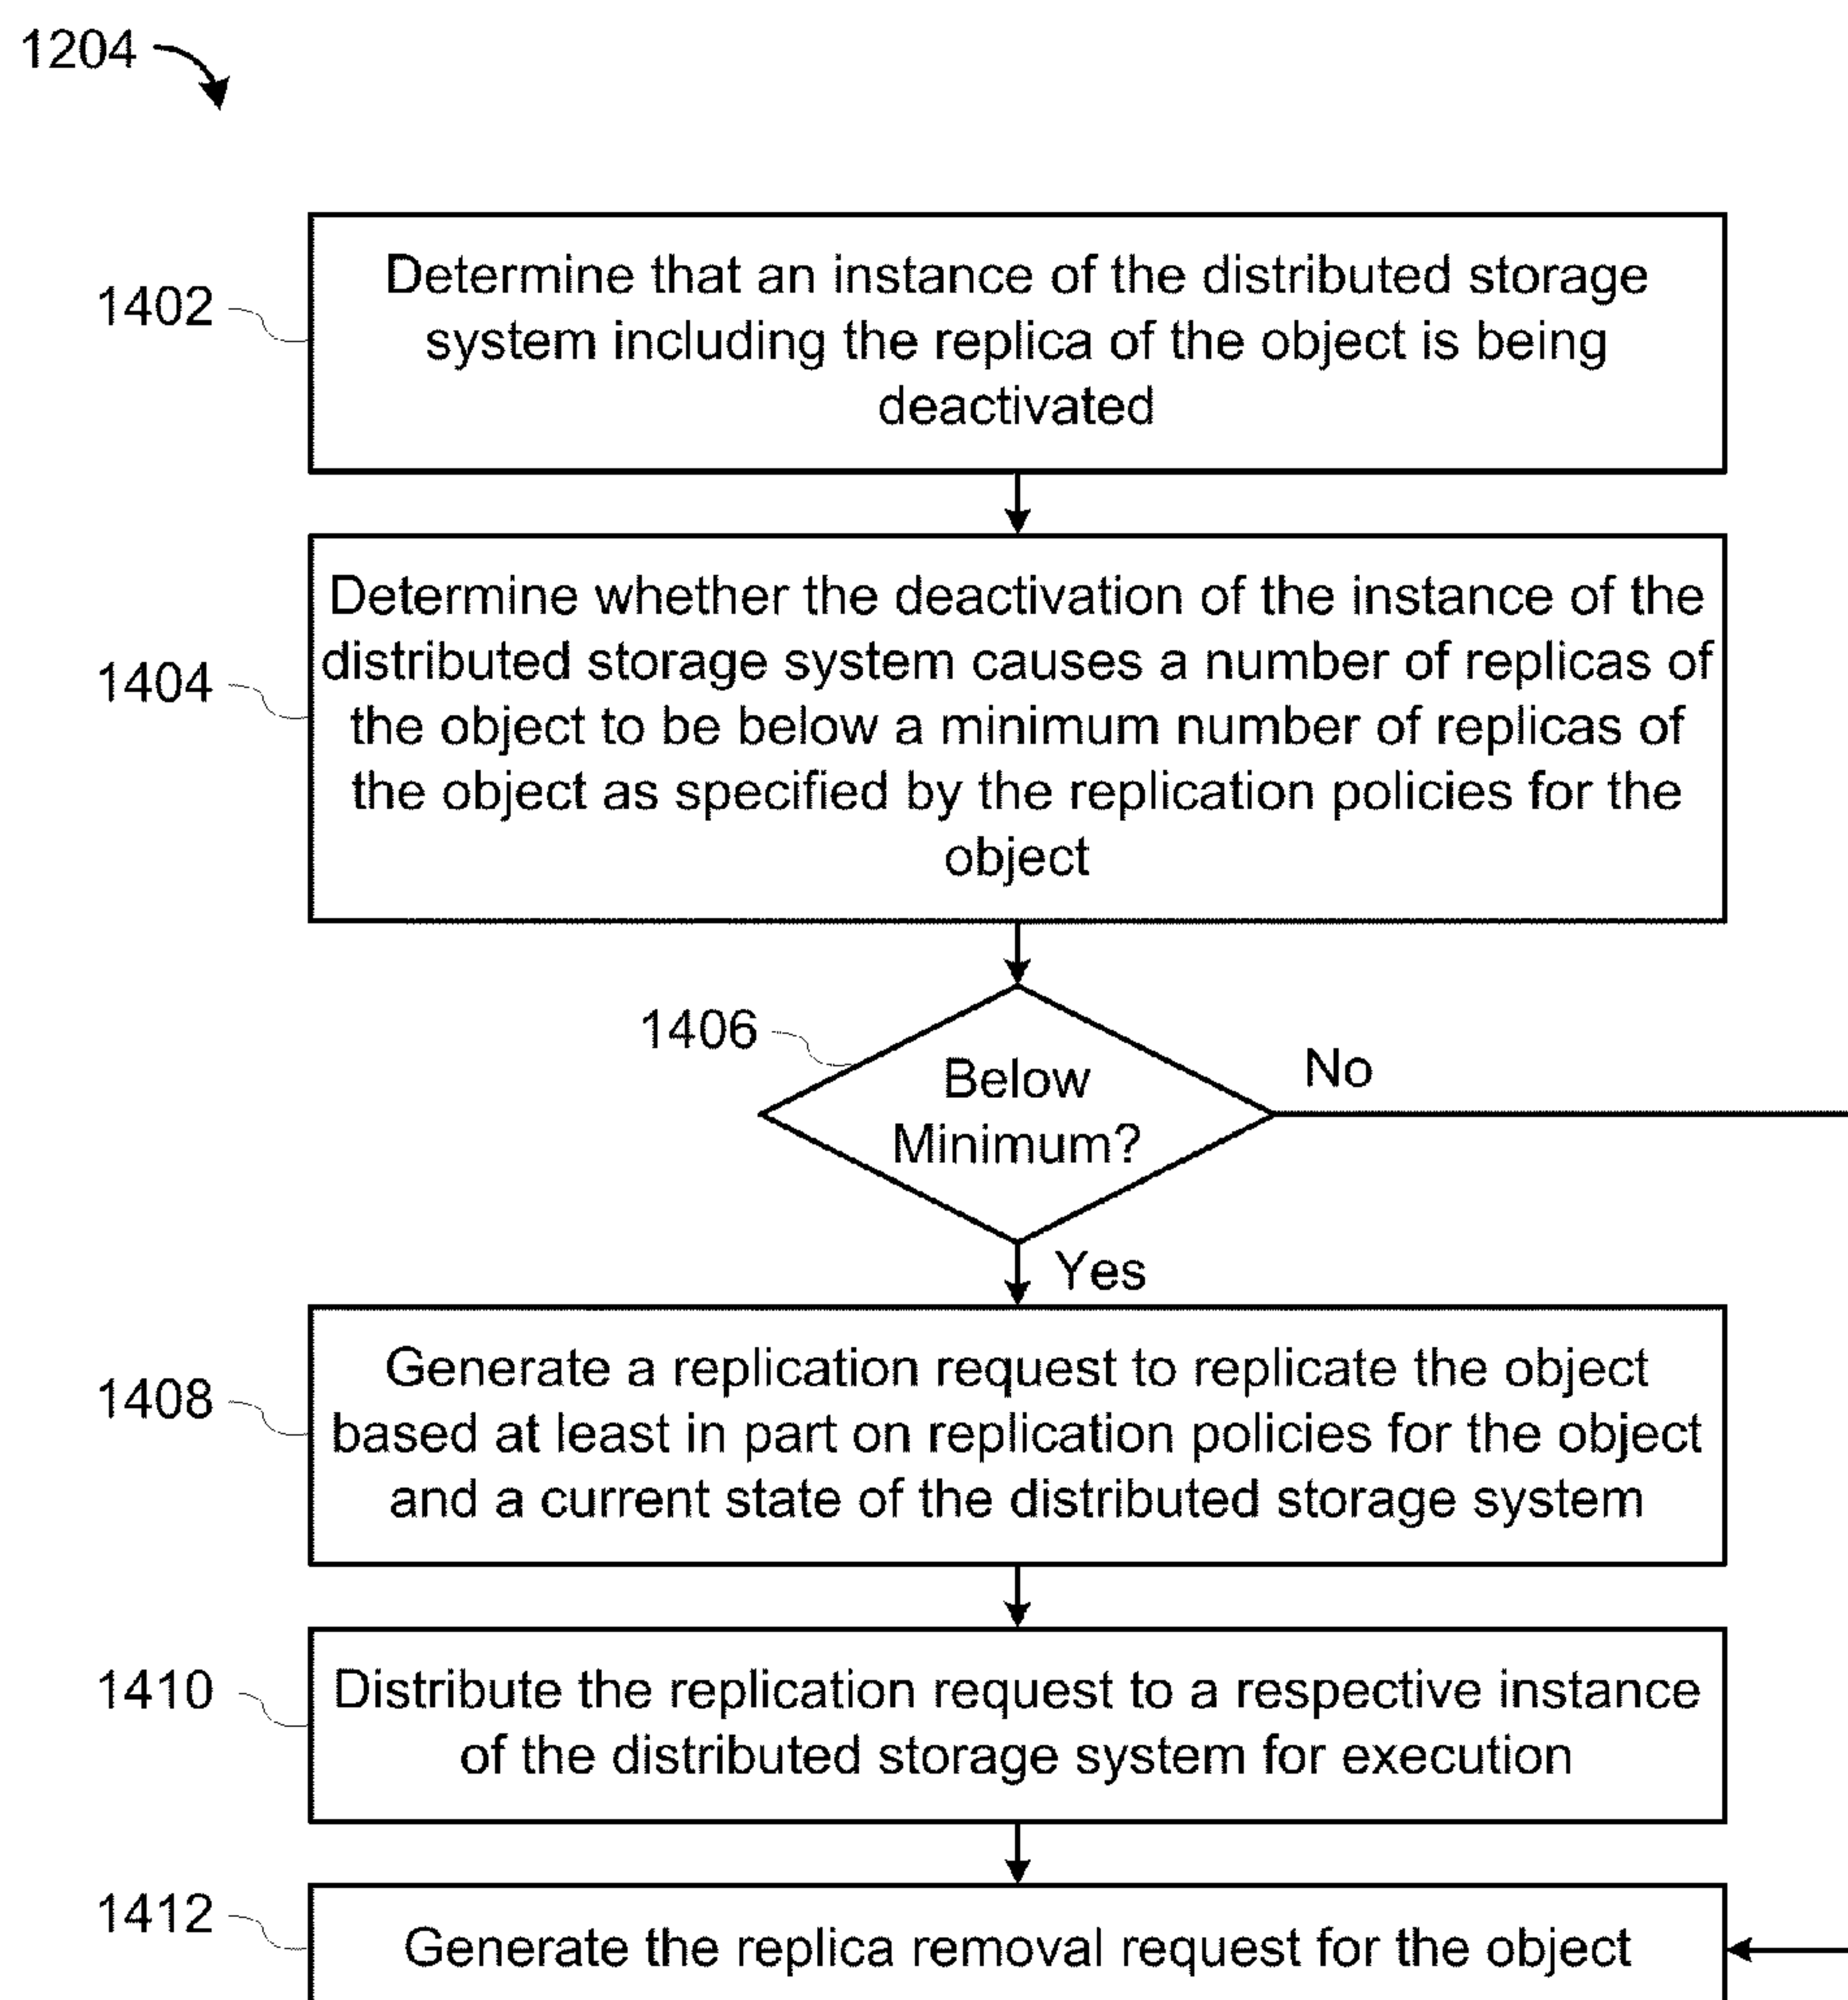 1204
1402
Determine that an instance of the distributed storage
system including the replica of the object is being
deactivated
1404
Determine whether the deactivation of the instance of the
distributed storage system causes a number of replicas of
the object to be below a minimum number of replicas of
the object as specified by the replication policies for the
object
1406
Below
Minimum?
No
Yes
1408
Generate a replication request to replicate the object
based at least in part on replication policies for the object
and a current state of the distributed storage system
1410
Distribute the replication request to a respective instance
of the distributed storage system for execution
1412
Generate the replica removal request for the object